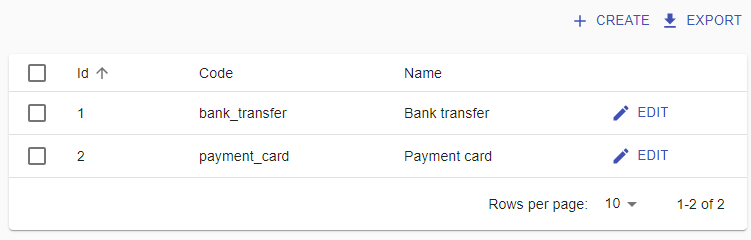 CREATE EXPORT
Id Code Name
1 bank_transfer Bank transfer EDIT
2 payment_card Payment card EDIT
Rows per page: 10 1-2 of 2